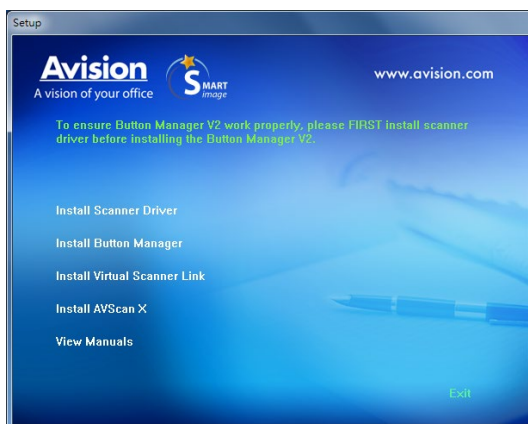 Setup
Avision
A vision of your office
SMART
image
www.avision.com
To ensure Button Manager V2 work properly, please FIRST install scanner
driver before installing the Button Manager V2.
Install Scanner Driver
Install Button Manager
Install Virtual Scanner Link
Install AVScan X
View Manuals
Exit